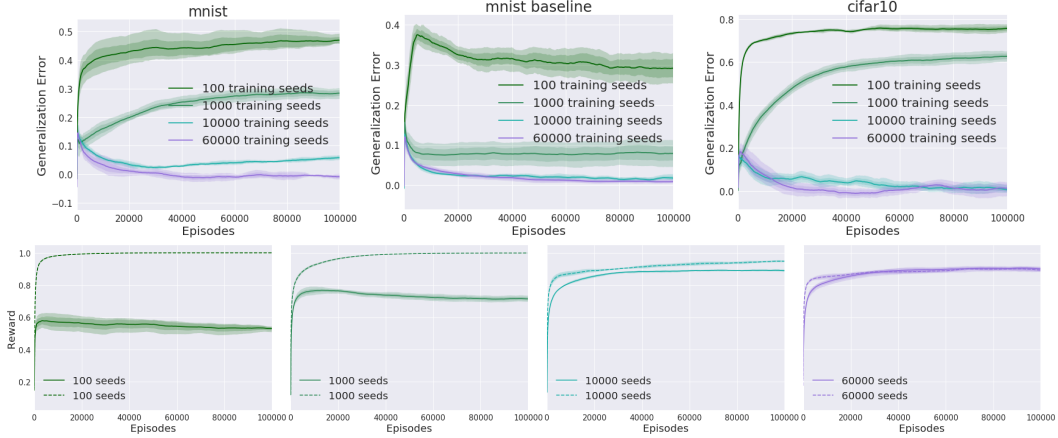 mnist
mnist baseline
cifar10
Generalization Error
0.5
0.4
0.3
0.2
0.1
0.0
−0.1
100 training seeds
1000 training seeds
10000 training seeds
60000 training seeds
0 20000 40000 60000 80000 100000
Episodes
Generalization Error
0.4
0.3
0.2
0.1
0.0
100 training seeds
1000 training seeds
10000 training seeds
60000 training seeds
0 20000 40000 60000 80000 100000
Episodes
Generalization Error
0.8
0.6
0.4
0.2
0.0
100 training seeds
1000 training seeds
10000 training seeds
60000 training seeds
0 20000 40000 60000 80000 100000
Episodes
Reward
1.0
0.8
0.6
0.4
0.2
100 seeds
100 seeds
0 20000 40000 60000 80000 100000
Episodes
1000 seeds
1000 seeds
0 20000 40000 60000 80000 100000
Episodes
10000 seeds
10000 seeds
0 20000 40000 60000 80000 100000
Episodes
60000 seeds
60000 seeds
0 20000 40000 60000 80000 100000
Episodes